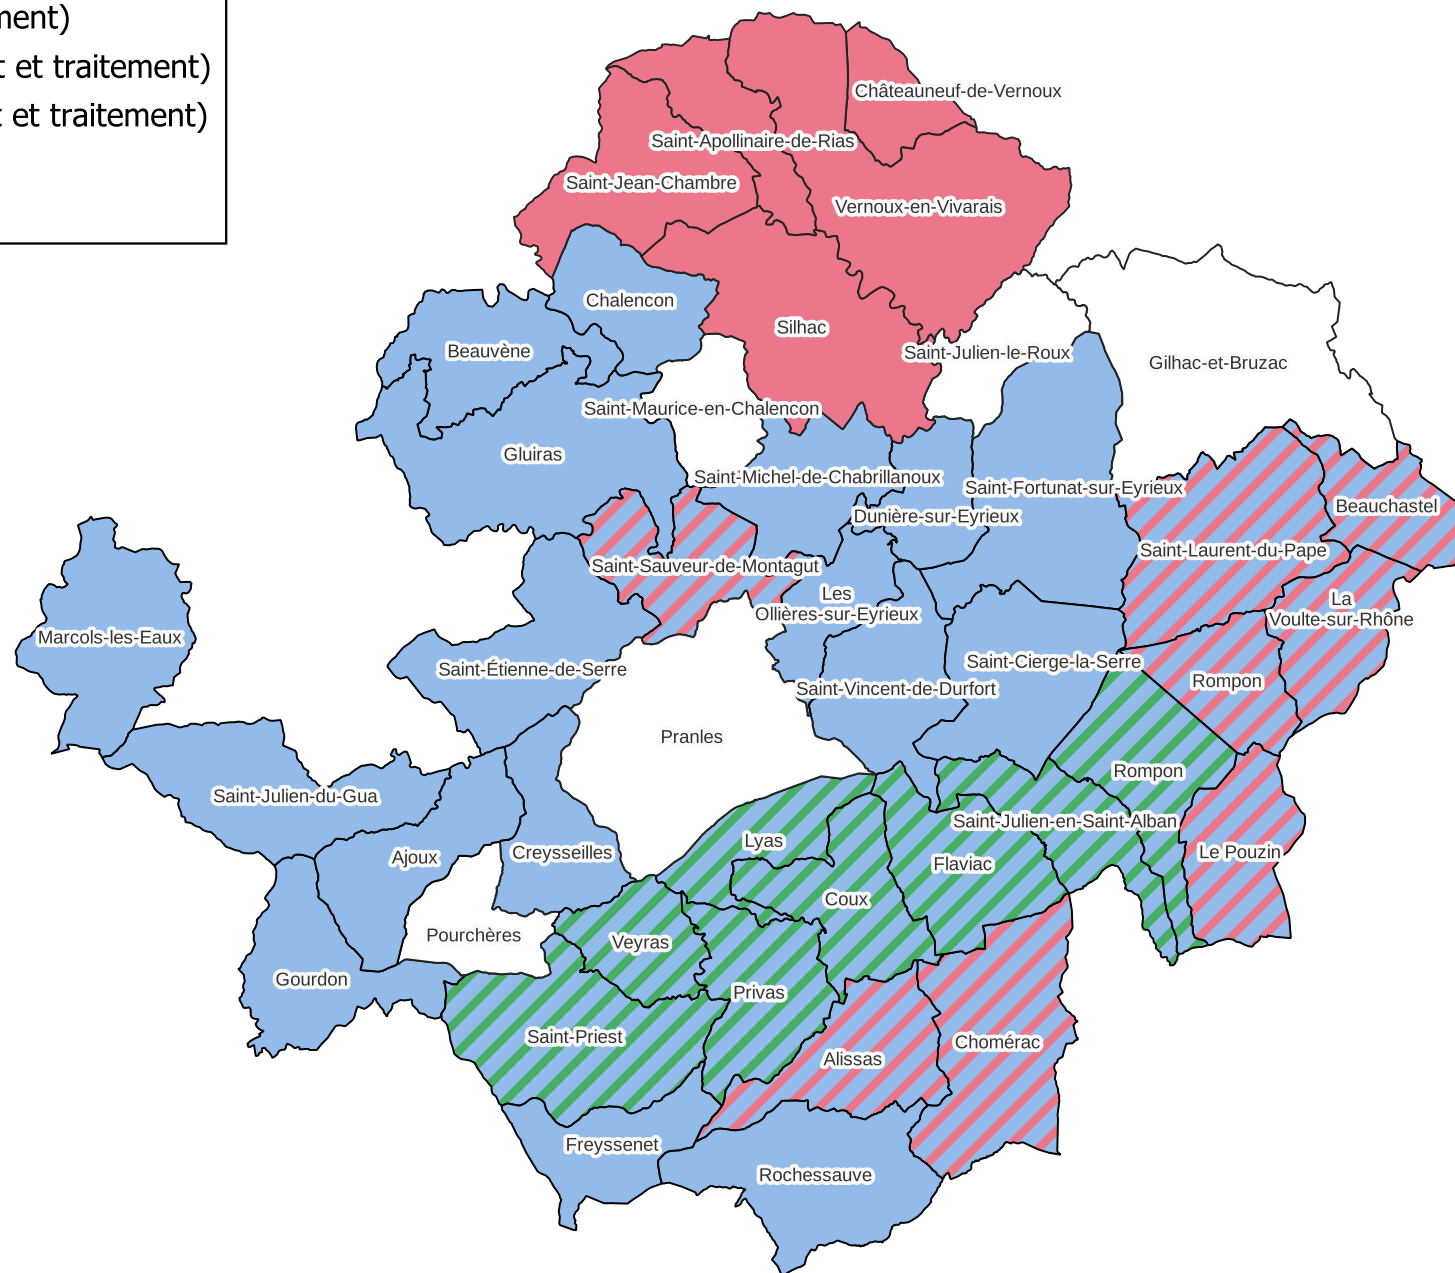 ment)
t et traitement)
t et traitement)
Châteauneuf-de-Vernoux
Saint-Apollinaire-de-Rias
Saint-Jean-Chambre
Vernoux-en-Vivarais
Chalencon
Silhac
Beauvène
Saint-Julien-le-Roux
Gilhac-et-Bruzac
Saint-Maurice-en-Chalencon
Gluiras
Saint-Michel-de-Chabrillanoux
Saint-Fortunat-sur-Eyrieux
Beauchastel
Dunière-sur-Eyrieux
Saint-Laurent-du-Pape
Saint-Sauveur-de-Montagut
Les
Ollières-sur-Eyrieux
La
Voulte-sur-Rhône
Marcols-les-Eaux
Saint-Étienne-de-Serre
Saint-Cierge-la-Serre
Rompon
Saint-Vincent-de-Durfort
Pranles
Rompon
Saint-Julien-du-Gua
Saint-Julien-en-Saint-Alban
Lyas
Ajoux
Creysseilles
Flaviac
Le Pouzin
Coux
Pourchères
Veyras
Gourdon
Privas
Saint-Priest
Chomérac
Alissas
Freyssenet
Rochessauve